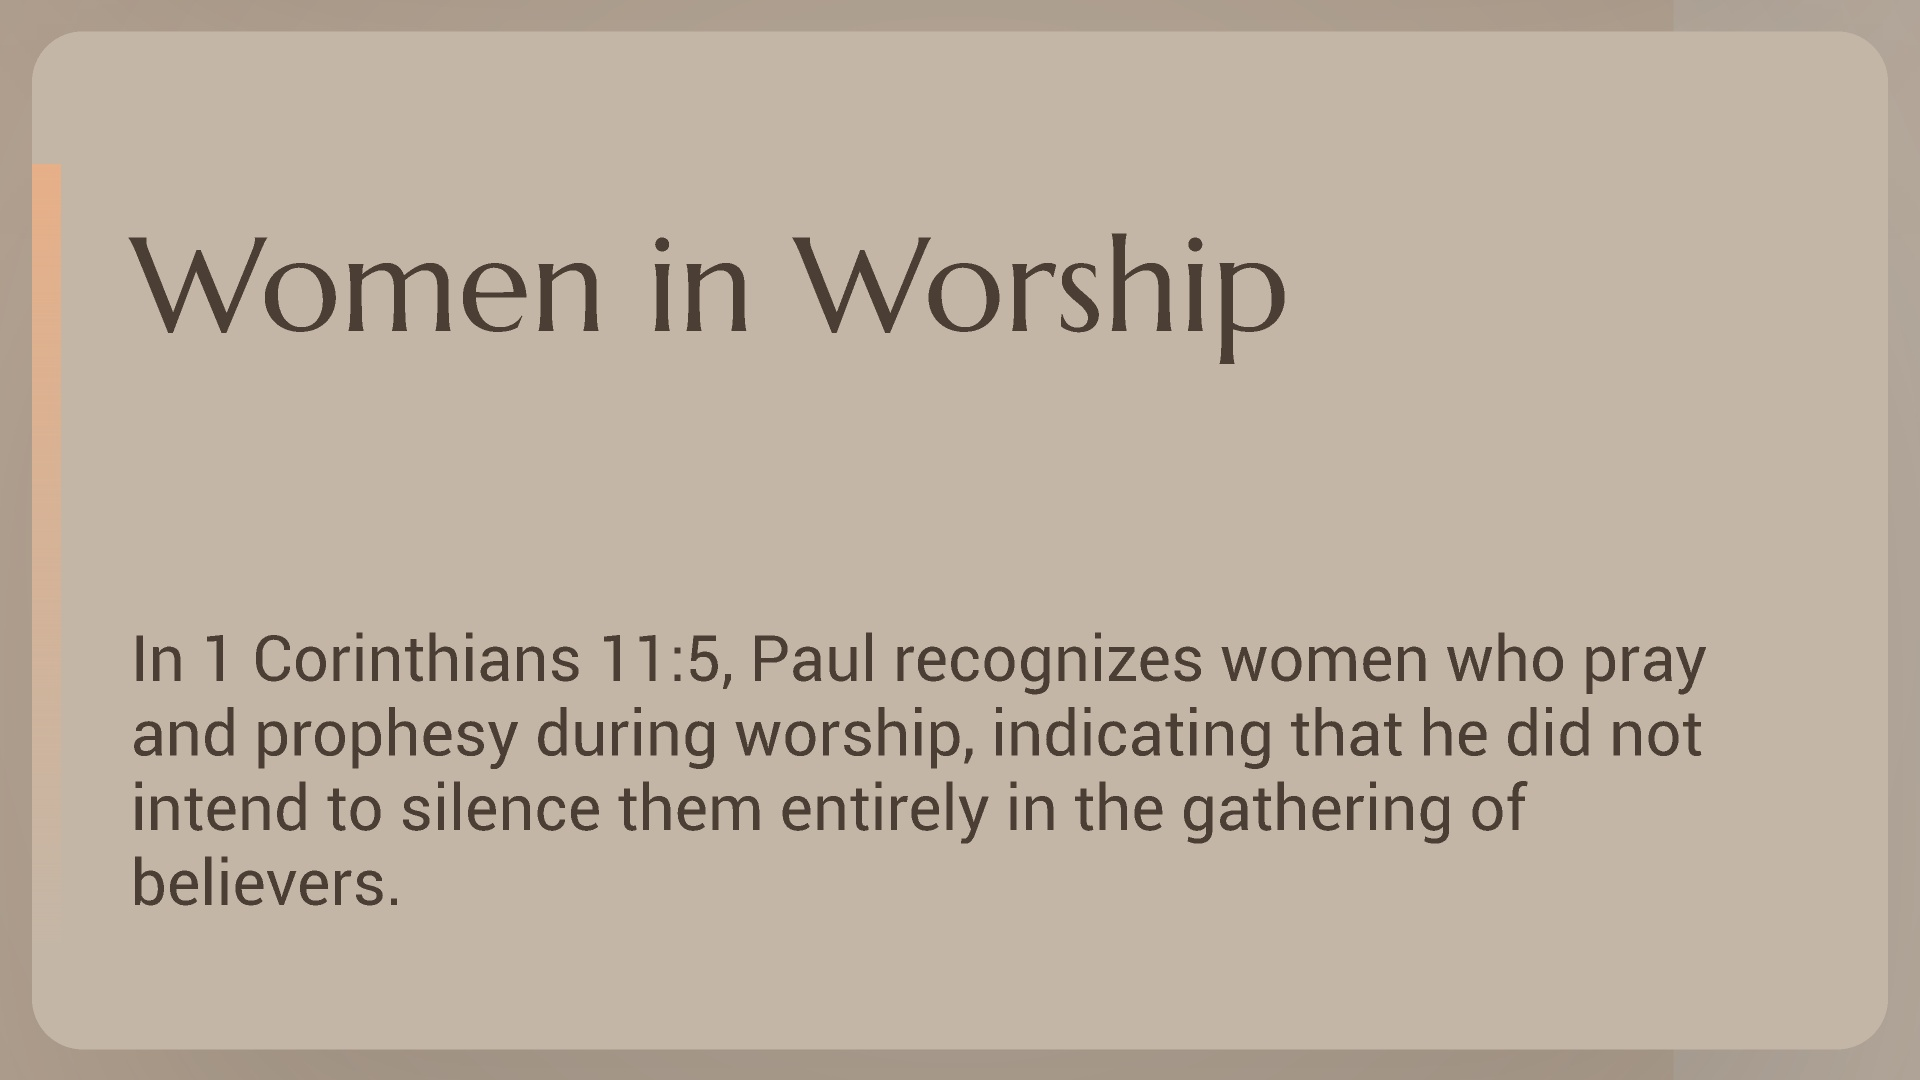 Women in Worship
In 1 Corinthians 11:5, Paul recognizes women who pray
and prophesy during worship, indicating that he did not
intend to silence them entirely in the gathering of
believers.